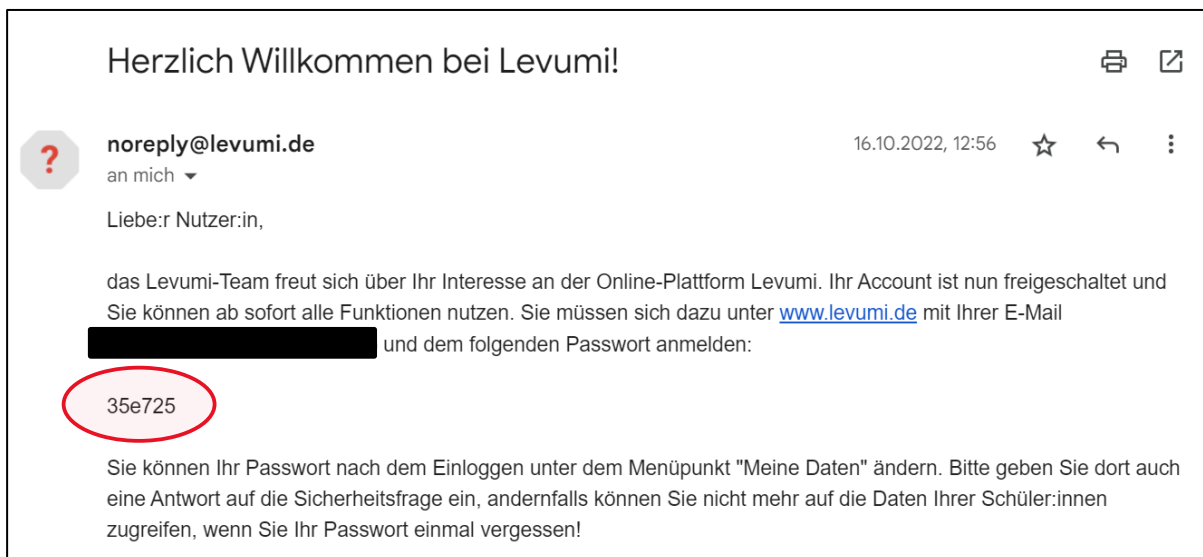 Herzlich Willkommen bei Levumi!
?
noreply@levumi.de
16.10.2022, 12:56
an mich
Liebe:r Nutzer:in,
das Levumi-Team freut sich über Ihr Interesse an der Online-Plattform Levumi. Ihr Account ist nun freigeschaltet und
Sie können ab sofort alle Funktionen nutzen. Sie müssen sich dazu unter www.levumi.de mit Ihrer E-Mail
und dem folgenden Passwort anmelden:
35e725
Sie können Ihr Passwort nach dem Einloggen unter dem Menüpunkt "Meine Daten" ändern. Bitte geben Sie dort auch
eine Antwort auf die Sicherheitsfrage ein, andernfalls können Sie nicht mehr auf die Daten Ihrer Schüler:innen
zugreifen, wenn Sie Ihr Passwort einmal vergessen!